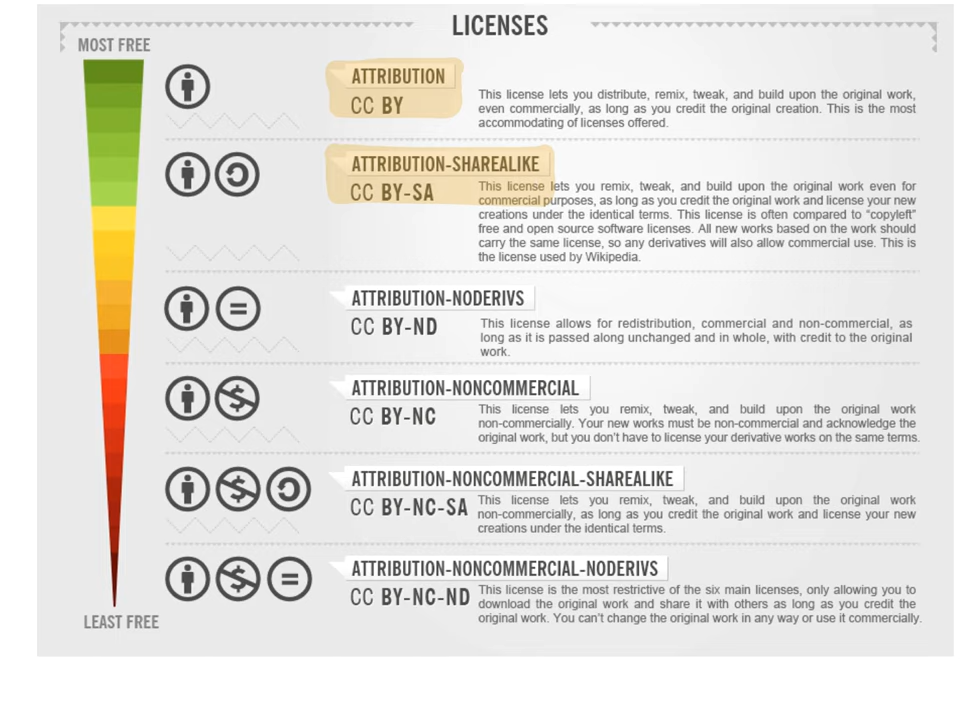 LICENSES
MOST FREE
ATTRIBUTION
CC BY
This license lets you distribute, remix, tweak, and build upon the original work,
even commercially, as long as you credit the original creation. This is the most
accommodating of licenses offered.
ATTRIBUTION-SHAREALIKE
CC BY-SA
This license lets you remix, tweak, and build upon the original work even for
commercial purposes, as long as you credit the original work and license your new
creations under the identical terms. This license is often compared to “copyleft”
free and open source software licenses. All new works based on the work should
carry the same license, so any derivatives will also allow commercial use. This is
the license used by Wikipedia.
ATTRIBUTION-NODERIVS
CC BY-ND
This license allows for redistribution, commercial and non-commercial, as
long as it is passed along unchanged and in whole, with credit to the original
work.
ATTRIBUTION-NONCOMMERCIAL
CC BY-NC
This license lets you remix, tweak, and build upon the original work
non-commercially. Your new works must be non-commercial and acknowledge the
original work, but you don’t have to license your derivative works on the same terms.
ATTRIBUTION-NONCOMMERCIAL-SHAREALIKE
CC BY-NC-SA
This license lets you remix, tweak, and build upon the original work
non-commercially, as long as you credit the original work and license your new
creations under the identical terms.
ATTRIBUTION-NONCOMMERCIAL-NODERIVS
CC BY-NC-ND
This license is the most restrictive of the six main licenses, only allowing you to
download the original work and share it with others as long as you credit the
original work. You can’t change the original work in any way or use it commercially.
LEAST FREE